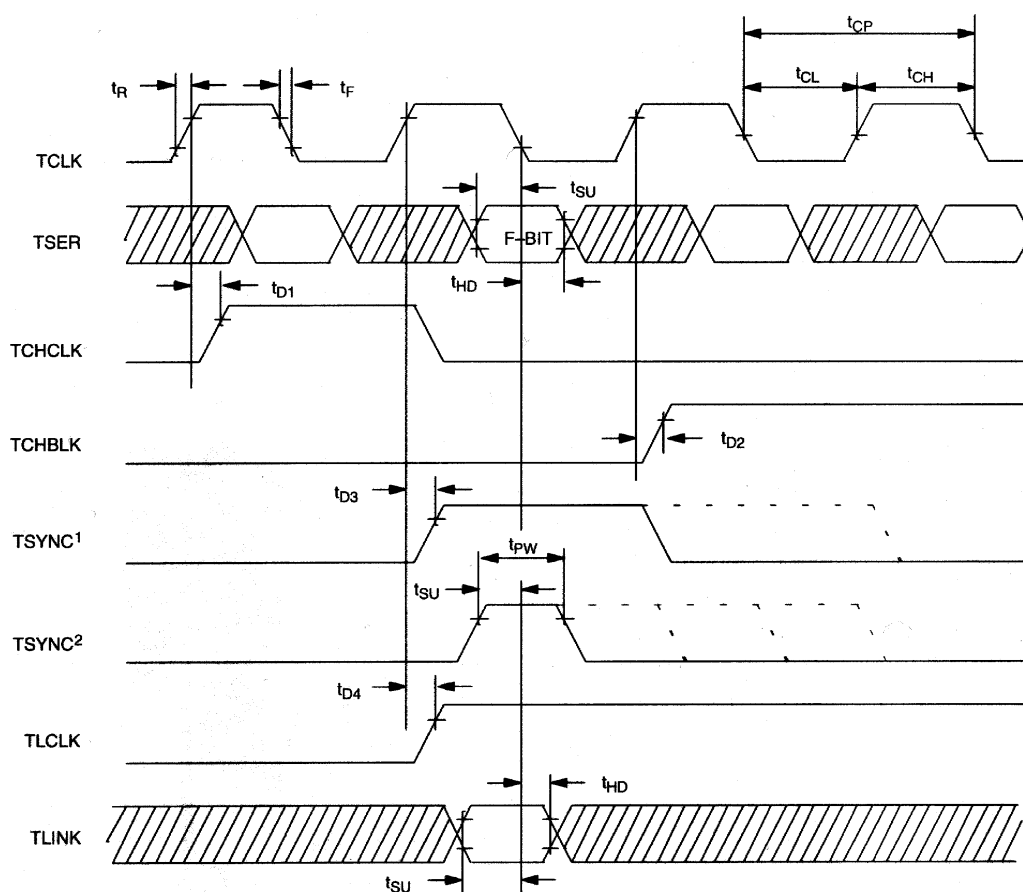 tCP
tR
tF
tCL
tCH
TCLK
tSU
TSER
F-BIT
tHD
tD1
TCHCLK
TCHBLK
tD2
tD3
TSYNC1
tPW
tSU
TSYNC2
tD4
TLCLK
tHD
TLINK
tSU